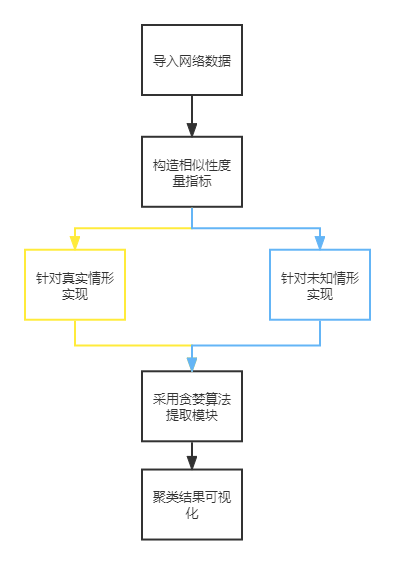 导入网络数据
构造相似性度
量指标
针对真实情形
实现
针对未知情形
实现
采用贪婪算法
提取模块
聚类结果可视
化